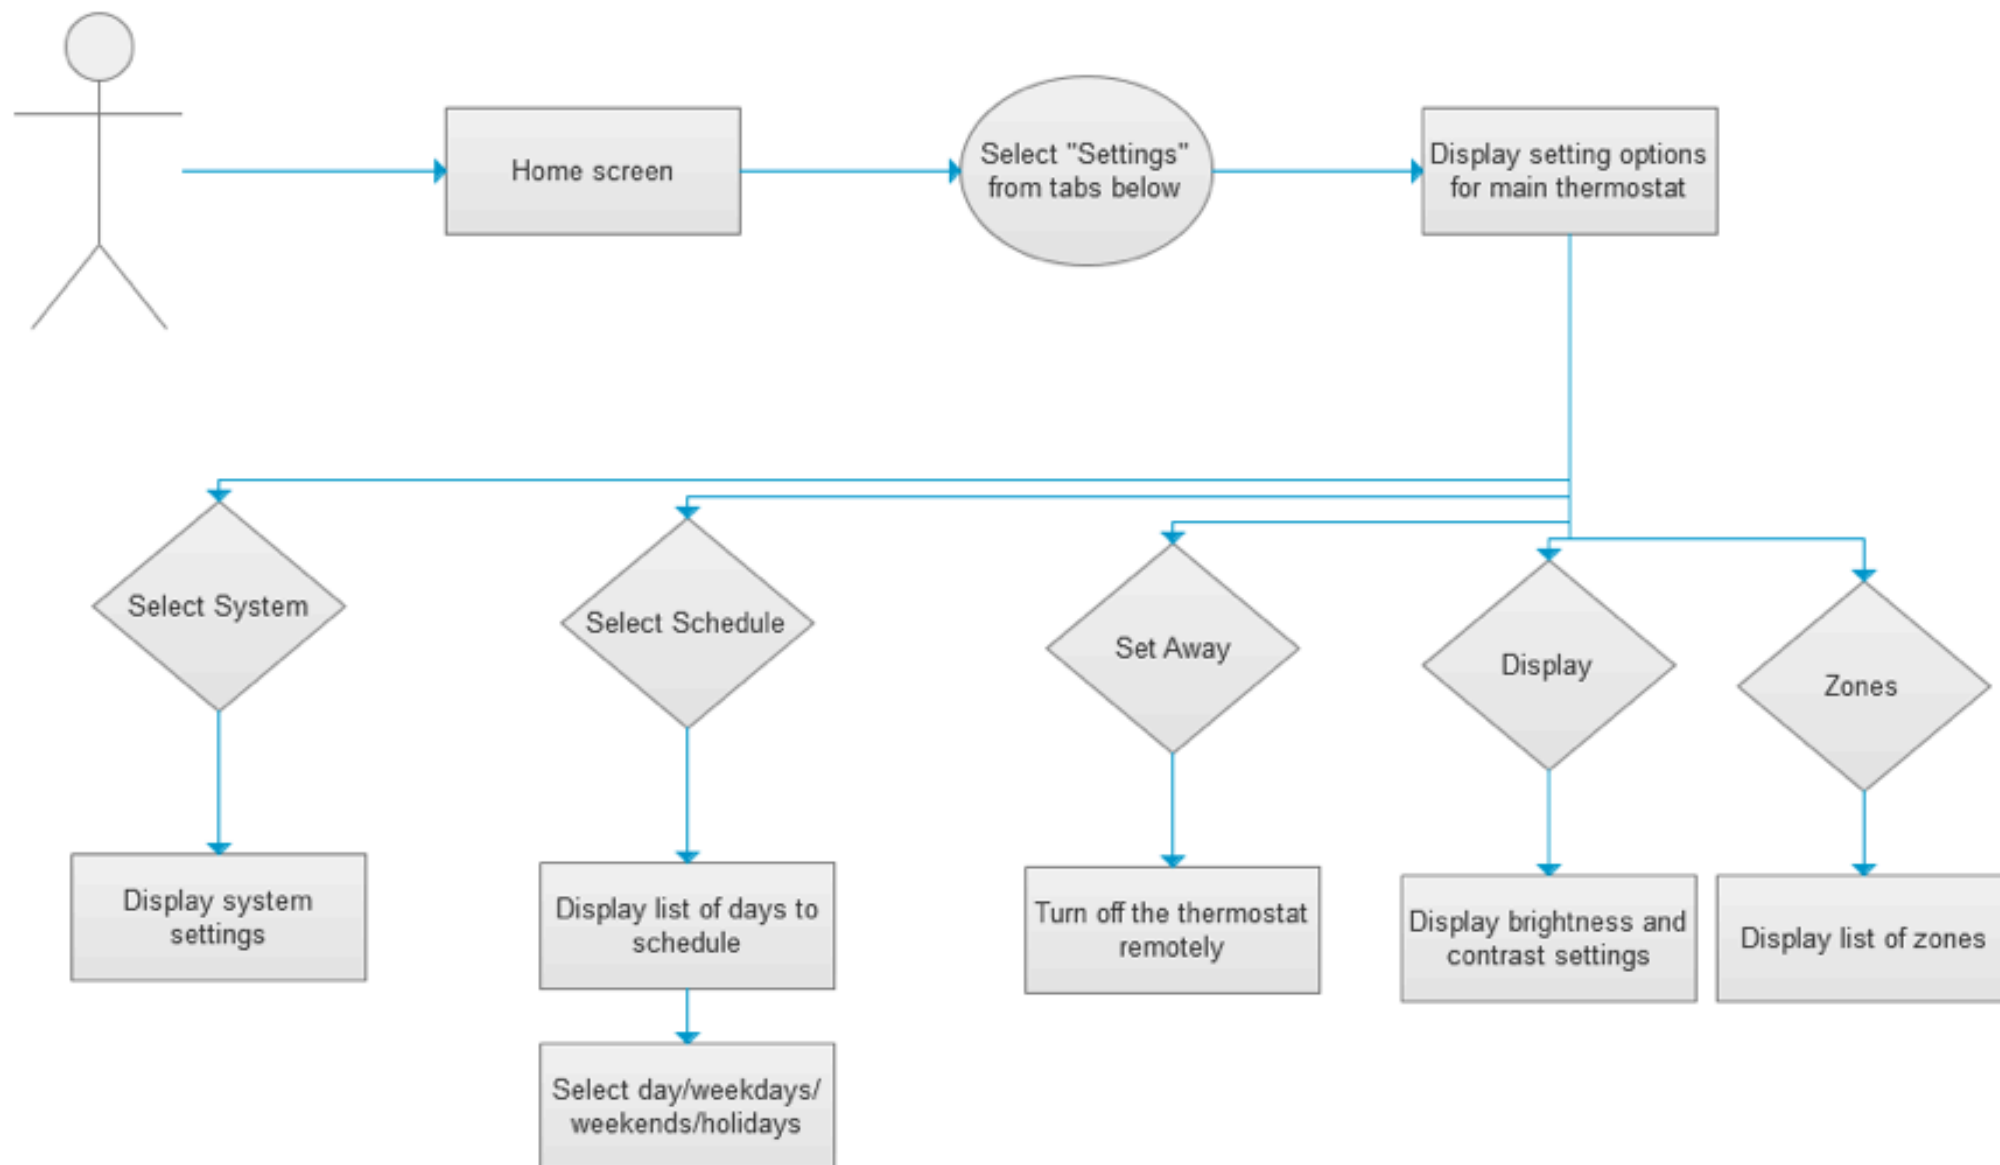 Home screen
Select "Settings"
from tabs below
Display setting options
for main thermostat
Select System
Select Schedule
Set Away
Display
Zones
Display system
settings
Display list of days to
schedule
Turn off the thermostat
remotely
Display brightness and
contrast settings
Display list of zones
Select day/weekdays/
weekends/holidays